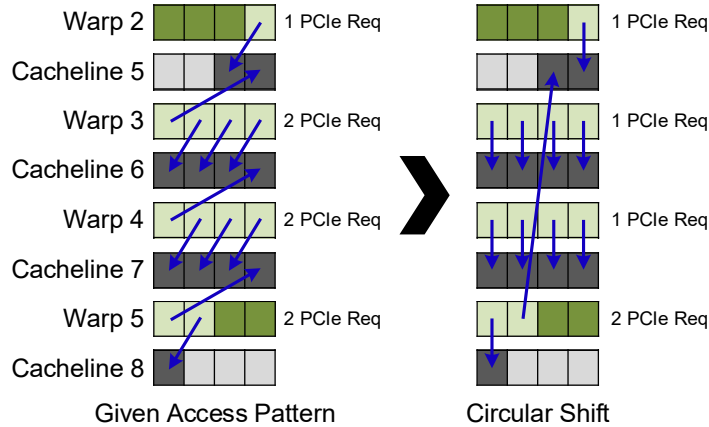 Warp 2 1 PCIe Req 1 PCIe Req
Cacheline 5
Warp 3 2 PCIe Req 1 PCIe Req
Cacheline 6
Warp 4 2 PCIe Req 1 PCIe Req
Cacheline 7
Warp 5 2 PCIe Req 2 PCIe Req
Cacheline 8
Given Access Pattern Circular Shift